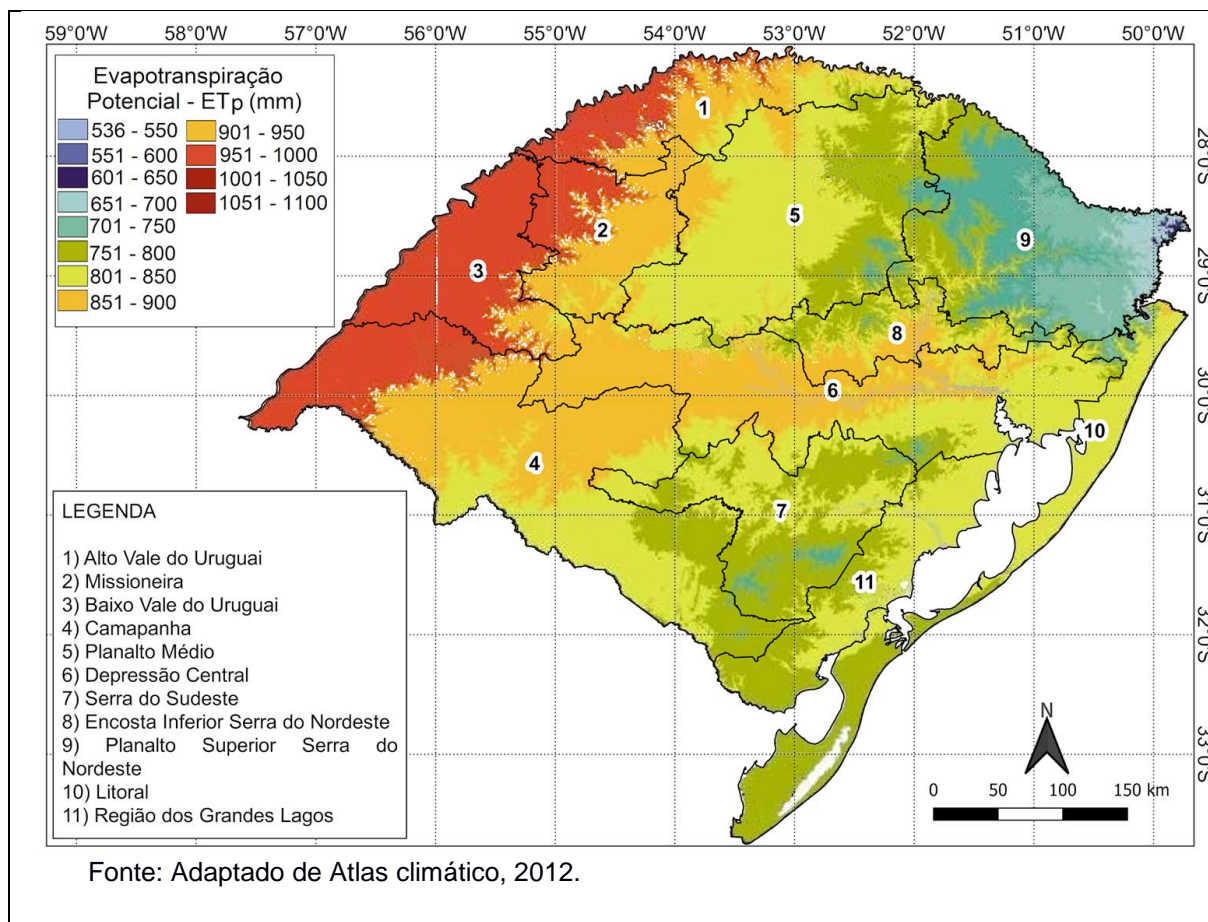 59°0'W 58°0'W 57°0'W 56°0'W 55°0'W 54°0'W 53°0'W 52°0'W 51°0'W 50°0'W
Evapotranspiração
Potencial - ETp (mm)
536 - 550 901 - 950
551 - 600 951 - 1000
601 - 650 1001 - 1050
651 - 700 1051 - 1100
701 - 750
751 - 800
801 - 850
851 - 900
1
2
3
4
5
6
7
8
9
10
11
28°0'S
29°0'S
30°0'S
31°0'S
32°0'S
33°0'S
LEGENDA
1) Alto Vale do Uruguai
2) Missioneira
3) Baixo Vale do Uruguai
4) Camapanha
5) Planalto Médio
6) Depressão Central
7) Serra do Sudeste
8) Encosta Inferior Serra do Nordeste
9) Planalto Superior Serra do
Nordeste
10) Litoral
11) Região dos Grandes Lagos
N
0 50 100 150 km
Fonte: Adaptado de Atlas climático, 2012.